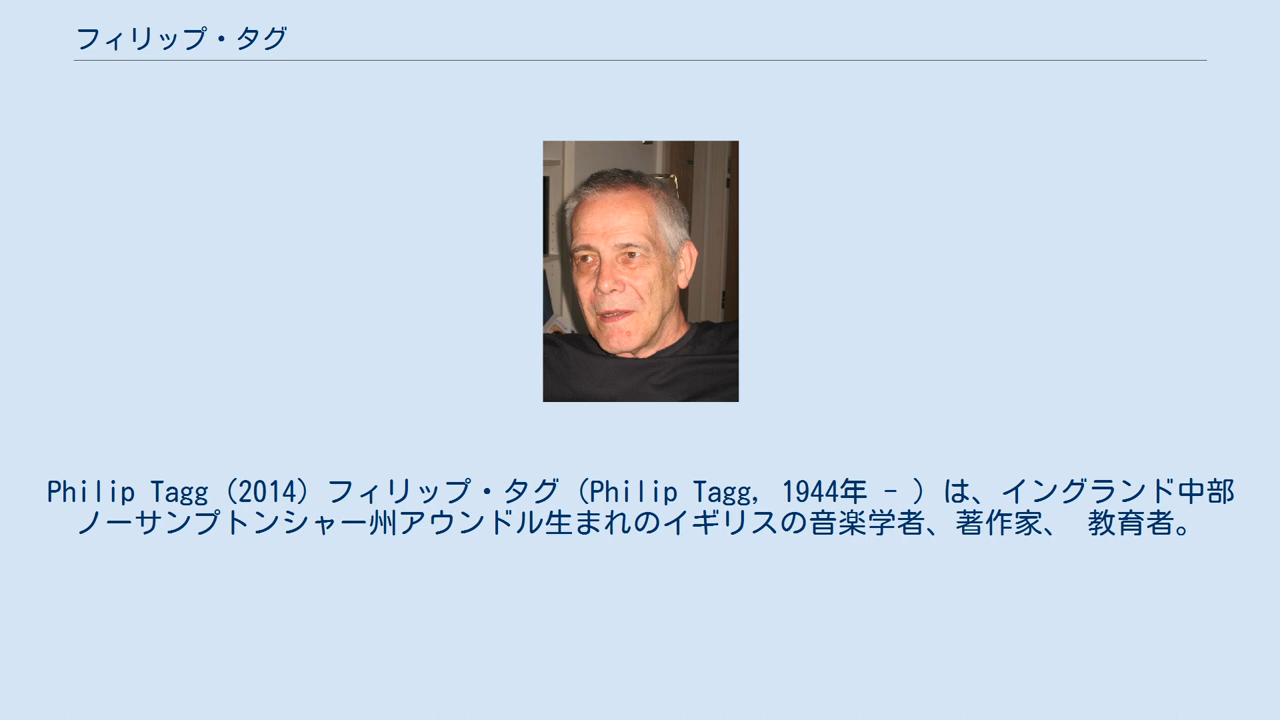 フィリップ・タグ
Philip Tagg（2014）フィリップ・タグ（Philip Tagg, 1944年 - ）は、イングランド中部
ノーサンプトンシャー州アウンドル生まれのイギリスの音楽学者、著作家、 教育者。